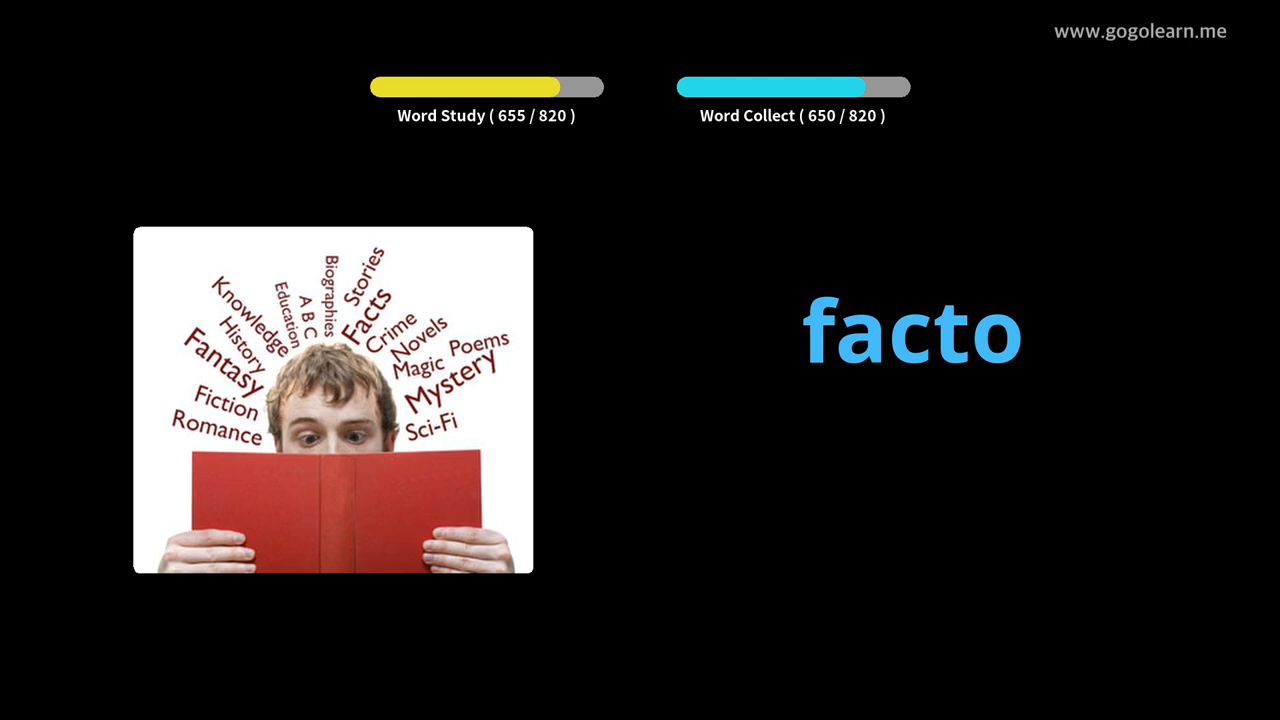 www.gogolearn.me
Word Study ( 655 / 820 )
Word Collect ( 650 / 820 )
Knowledge
History
Fantasy
Fiction
Romance
Education
A B C
Biographies
Stories
Facts
Crime
Novels
Magic
Poems
Mystery
Sci-Fi
facto